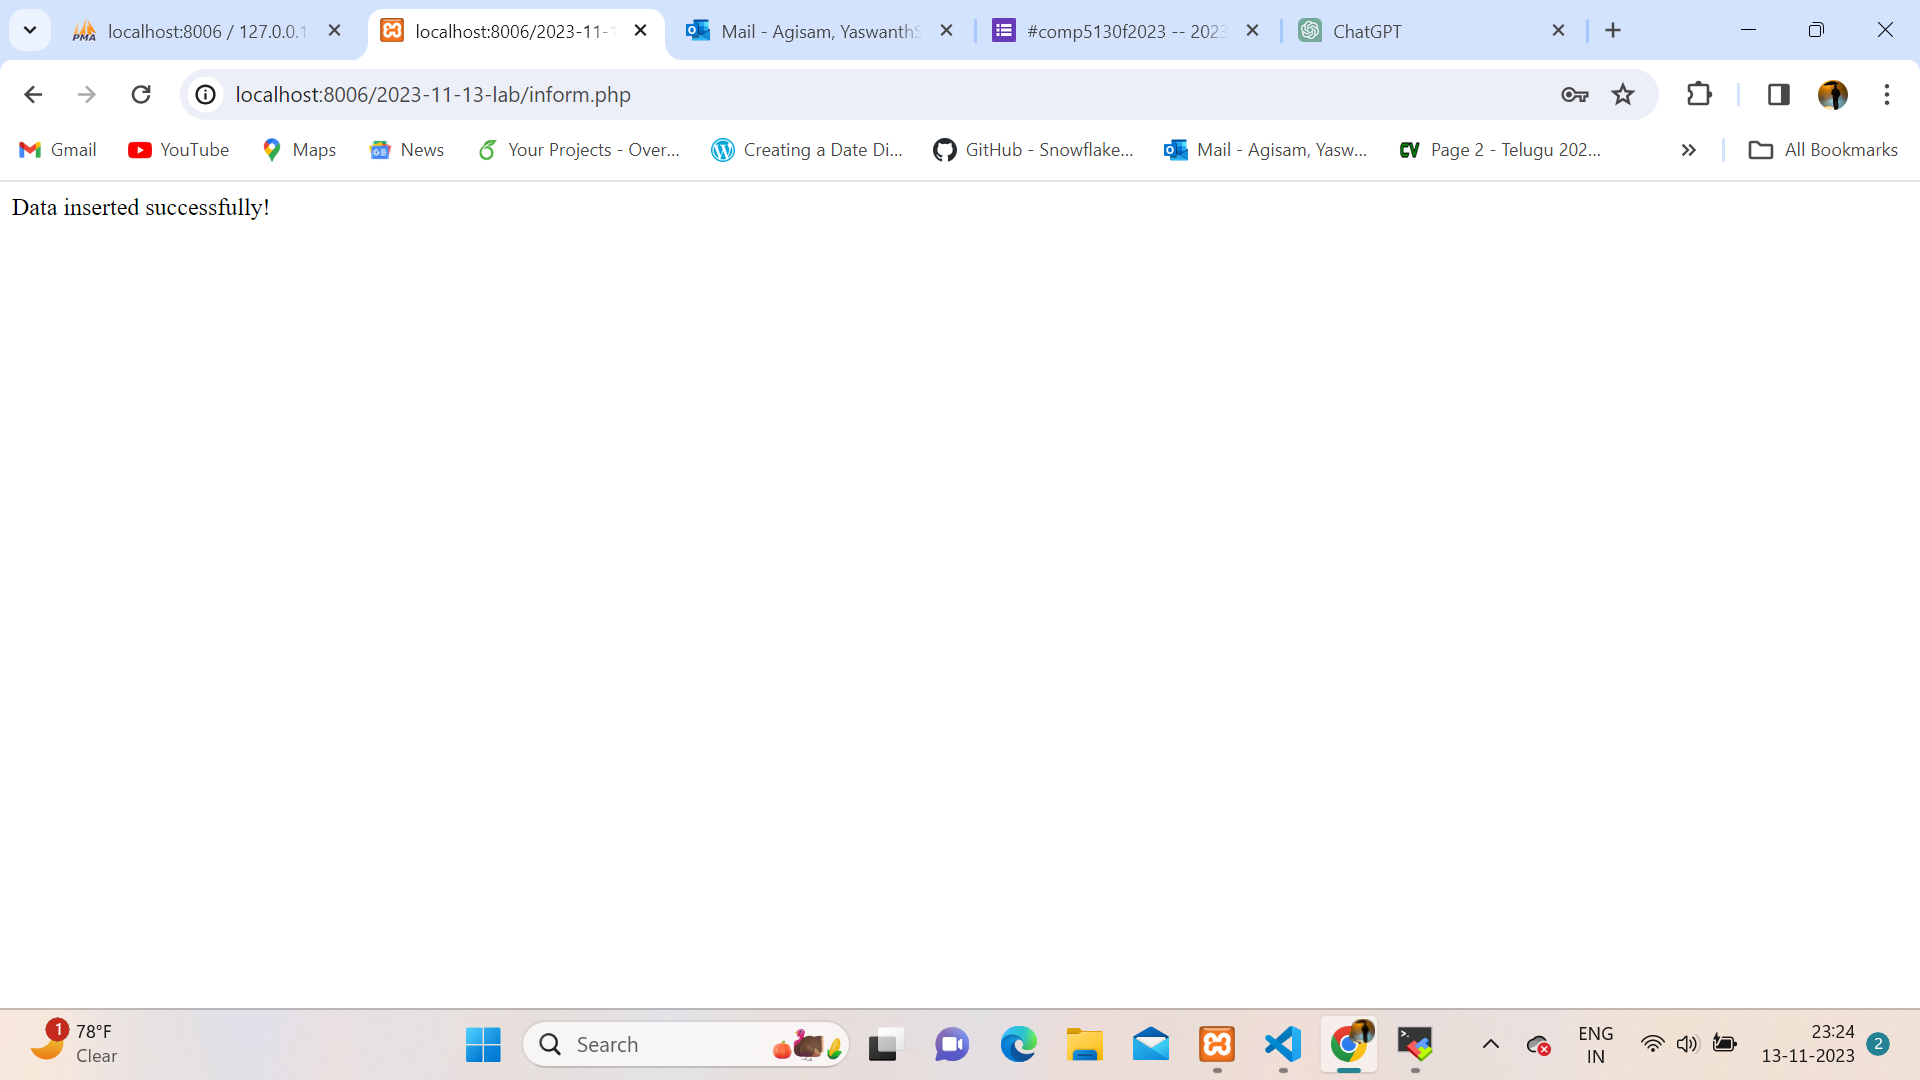 localhost:8006 / 127.0.0.1
localhost:8006/2023-11-1
Mail - Agisam, YaswanthS
#comp5130f2023 -- 2023
ChatGPT
localhost:8006/2023-11-13-lab/inform.php
Gmail
YouTube
Maps
News
Your Projects - Over...
Creating a Date Di...
GitHub - Snowflake...
Mail - Agisam, Yasw...
Page 2 - Telugu 202...
All Bookmarks
Data inserted successfully!
1
78°F
Clear
Search
ENG
IN
23:24
13-11-2023
2